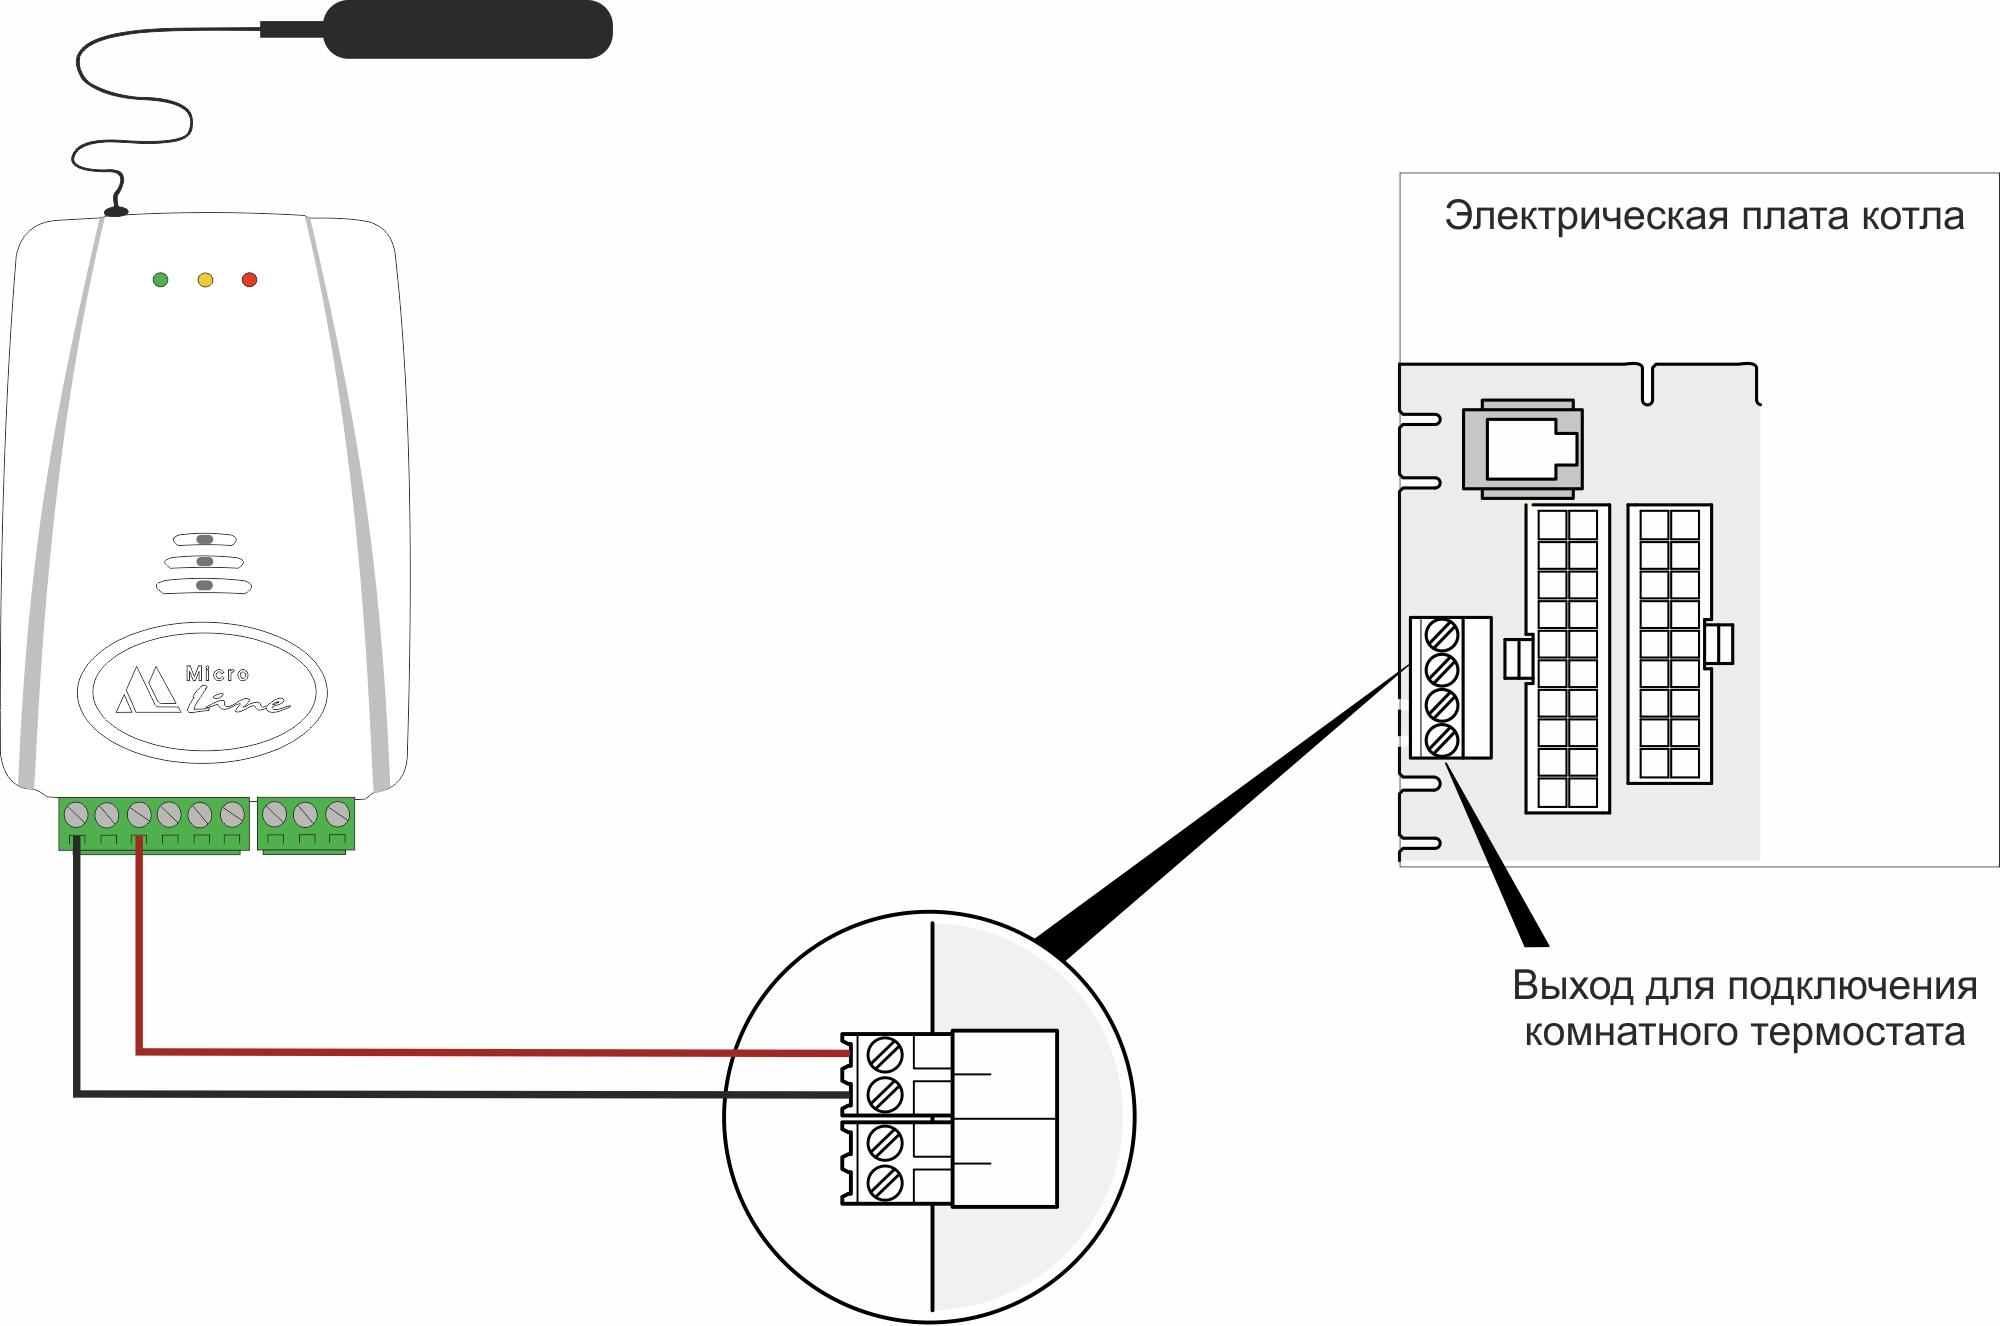 Электрическая плата котла
Micro
Line
Выход для подключения
комнатного термостата